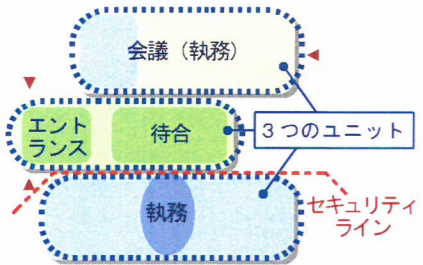 会議（執務）
エント
ランス
待合
3つのユニット
執務
セキュリティ
ライン